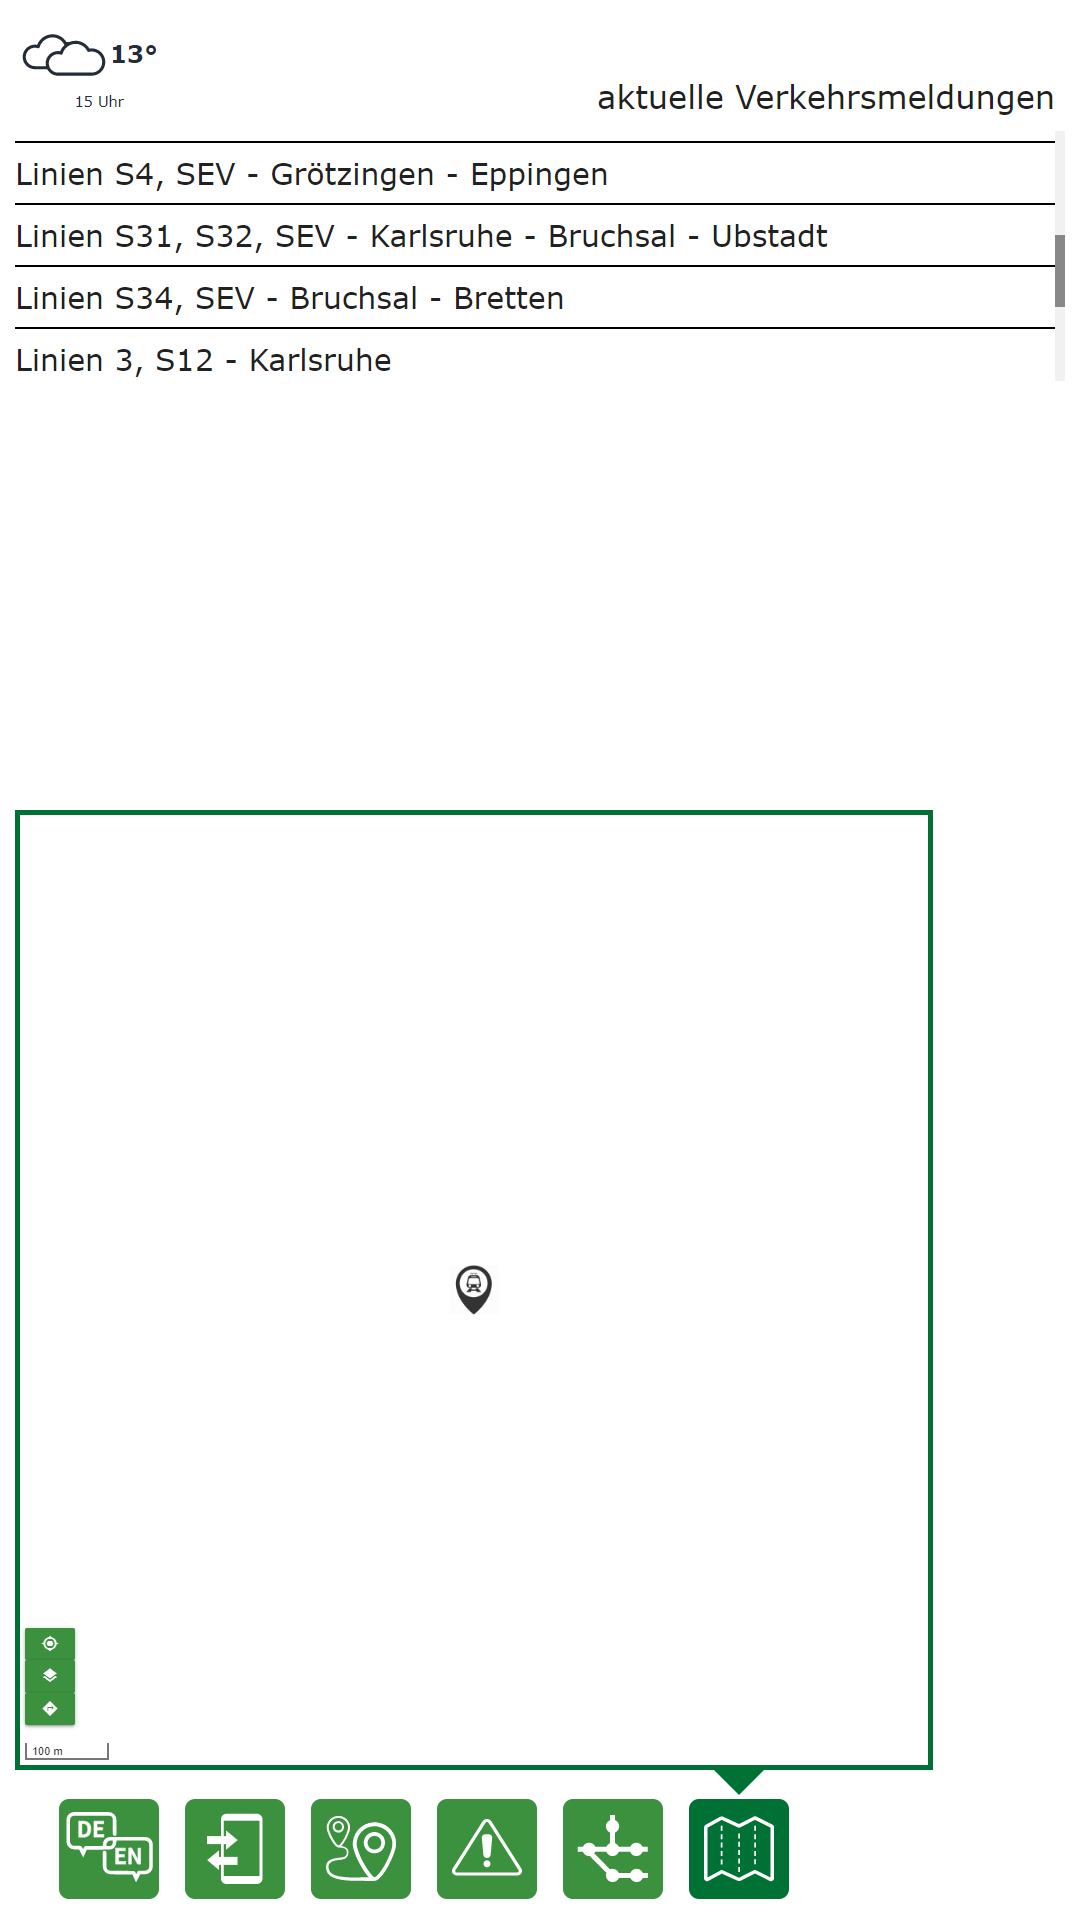 13°
15 Uhr
aktuelle Verkehrsmeldungen
Linien S4, SEV - Grötzingen - Eppingen
Linien S31, S32, SEV - Karlsruhe - Bruchsal - Ubstadt
Linien S34, SEV - Bruchsal - Bretten
Linien 3, S12 - Karlsruhe
100 m
DE
EN